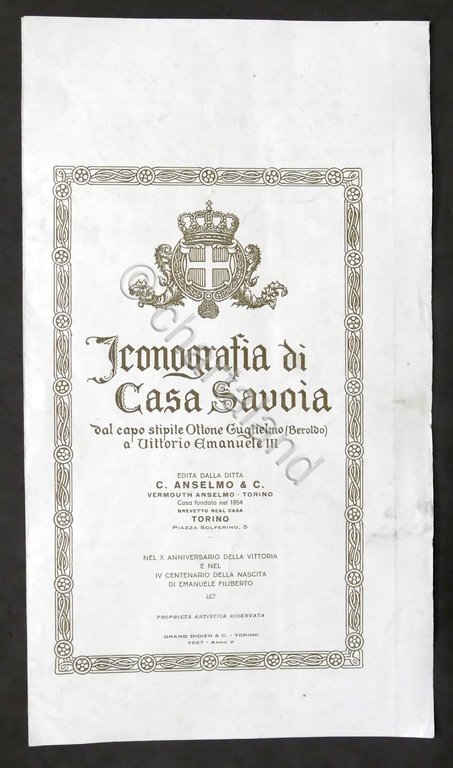 Iconografia di
Casa Savoia
dal capo stipite Ottone Guglielmo (Beroldo)
a Vittorio Emanuele III
EDITA DALLA DITTA
C. ANSELMO & C.
VERMOUTH ANSELMO - TORINO
Casa fondata nel 1854
BREVETTO REAL CASA
TORINO
PIAZZA SOLFERINO, 5
NEL X ANNIVERSARIO DELLA VITTORIA
E NEL
IV CENTENARIO DELLA NASCITA
DI EMANUELE FILIBERTO
PROPRIETÀ ARTISTICA RISERVATA
GRAND DIDIER & C. - TORINO
1927 - ANNO V
© chartaland